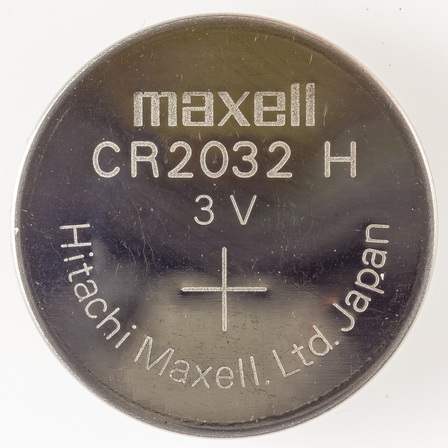 maxell
CR2032 H
3 V
+
Hitachi Maxell. Ltd. Japan